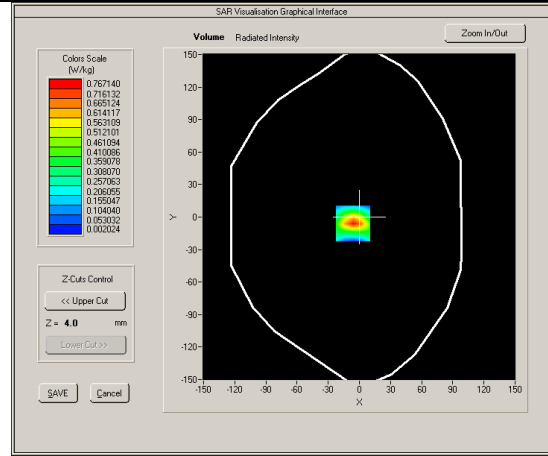 SAR Visualisation Graphical Interface
Volume Radiated Intensity
Zoom In/Out
Colors Scale
(W/kg)
0.767140
0.716132
0.665124
0.614117
0.563109
0.512101
0.461094
0.410086
0.359078
0.308070
0.257063
0.206055
0.155047
0.104040
0.053032
0.002024
Z-Cuts Control
<< Upper Cut
Z = 4.0 mm
Lower Cut >>
SAVE Cancel
150
120
90
60
30
0
-30
-60
-90
-120
-150
Y
-150 -120 -90 -60 -30 0 30 60 90 120 150
X